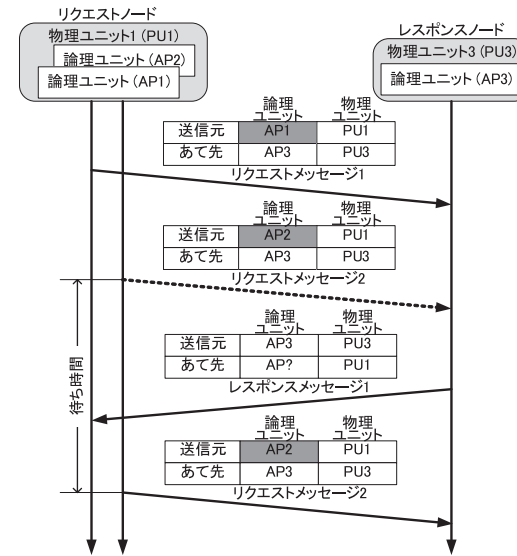 リクエストノード
物理ユニット1 (PU1)
論理ユニット (AP2)
論理ユニット (AP1)
レスポンスノード
物理ユニット3 (PU3)
論理ユニット (AP3)
論理 物理
ユニット ユニット
送信元 AP1 PU1
あて先 AP3 PU3
リクエストメッセージ1
論理 物理
ユニット ユニット
送信元 AP2 PU1
あて先 AP3 PU3
リクエストメッセージ2
待ち時間
論理 物理
ユニット ユニット
送信元 AP3 PU3
あて先 AP? PU1
レスポンスメッセージ1
論理 物理
ユニット ユニット
送信元 AP2 PU1
あて先 AP3 PU3
リクエストメッセージ2